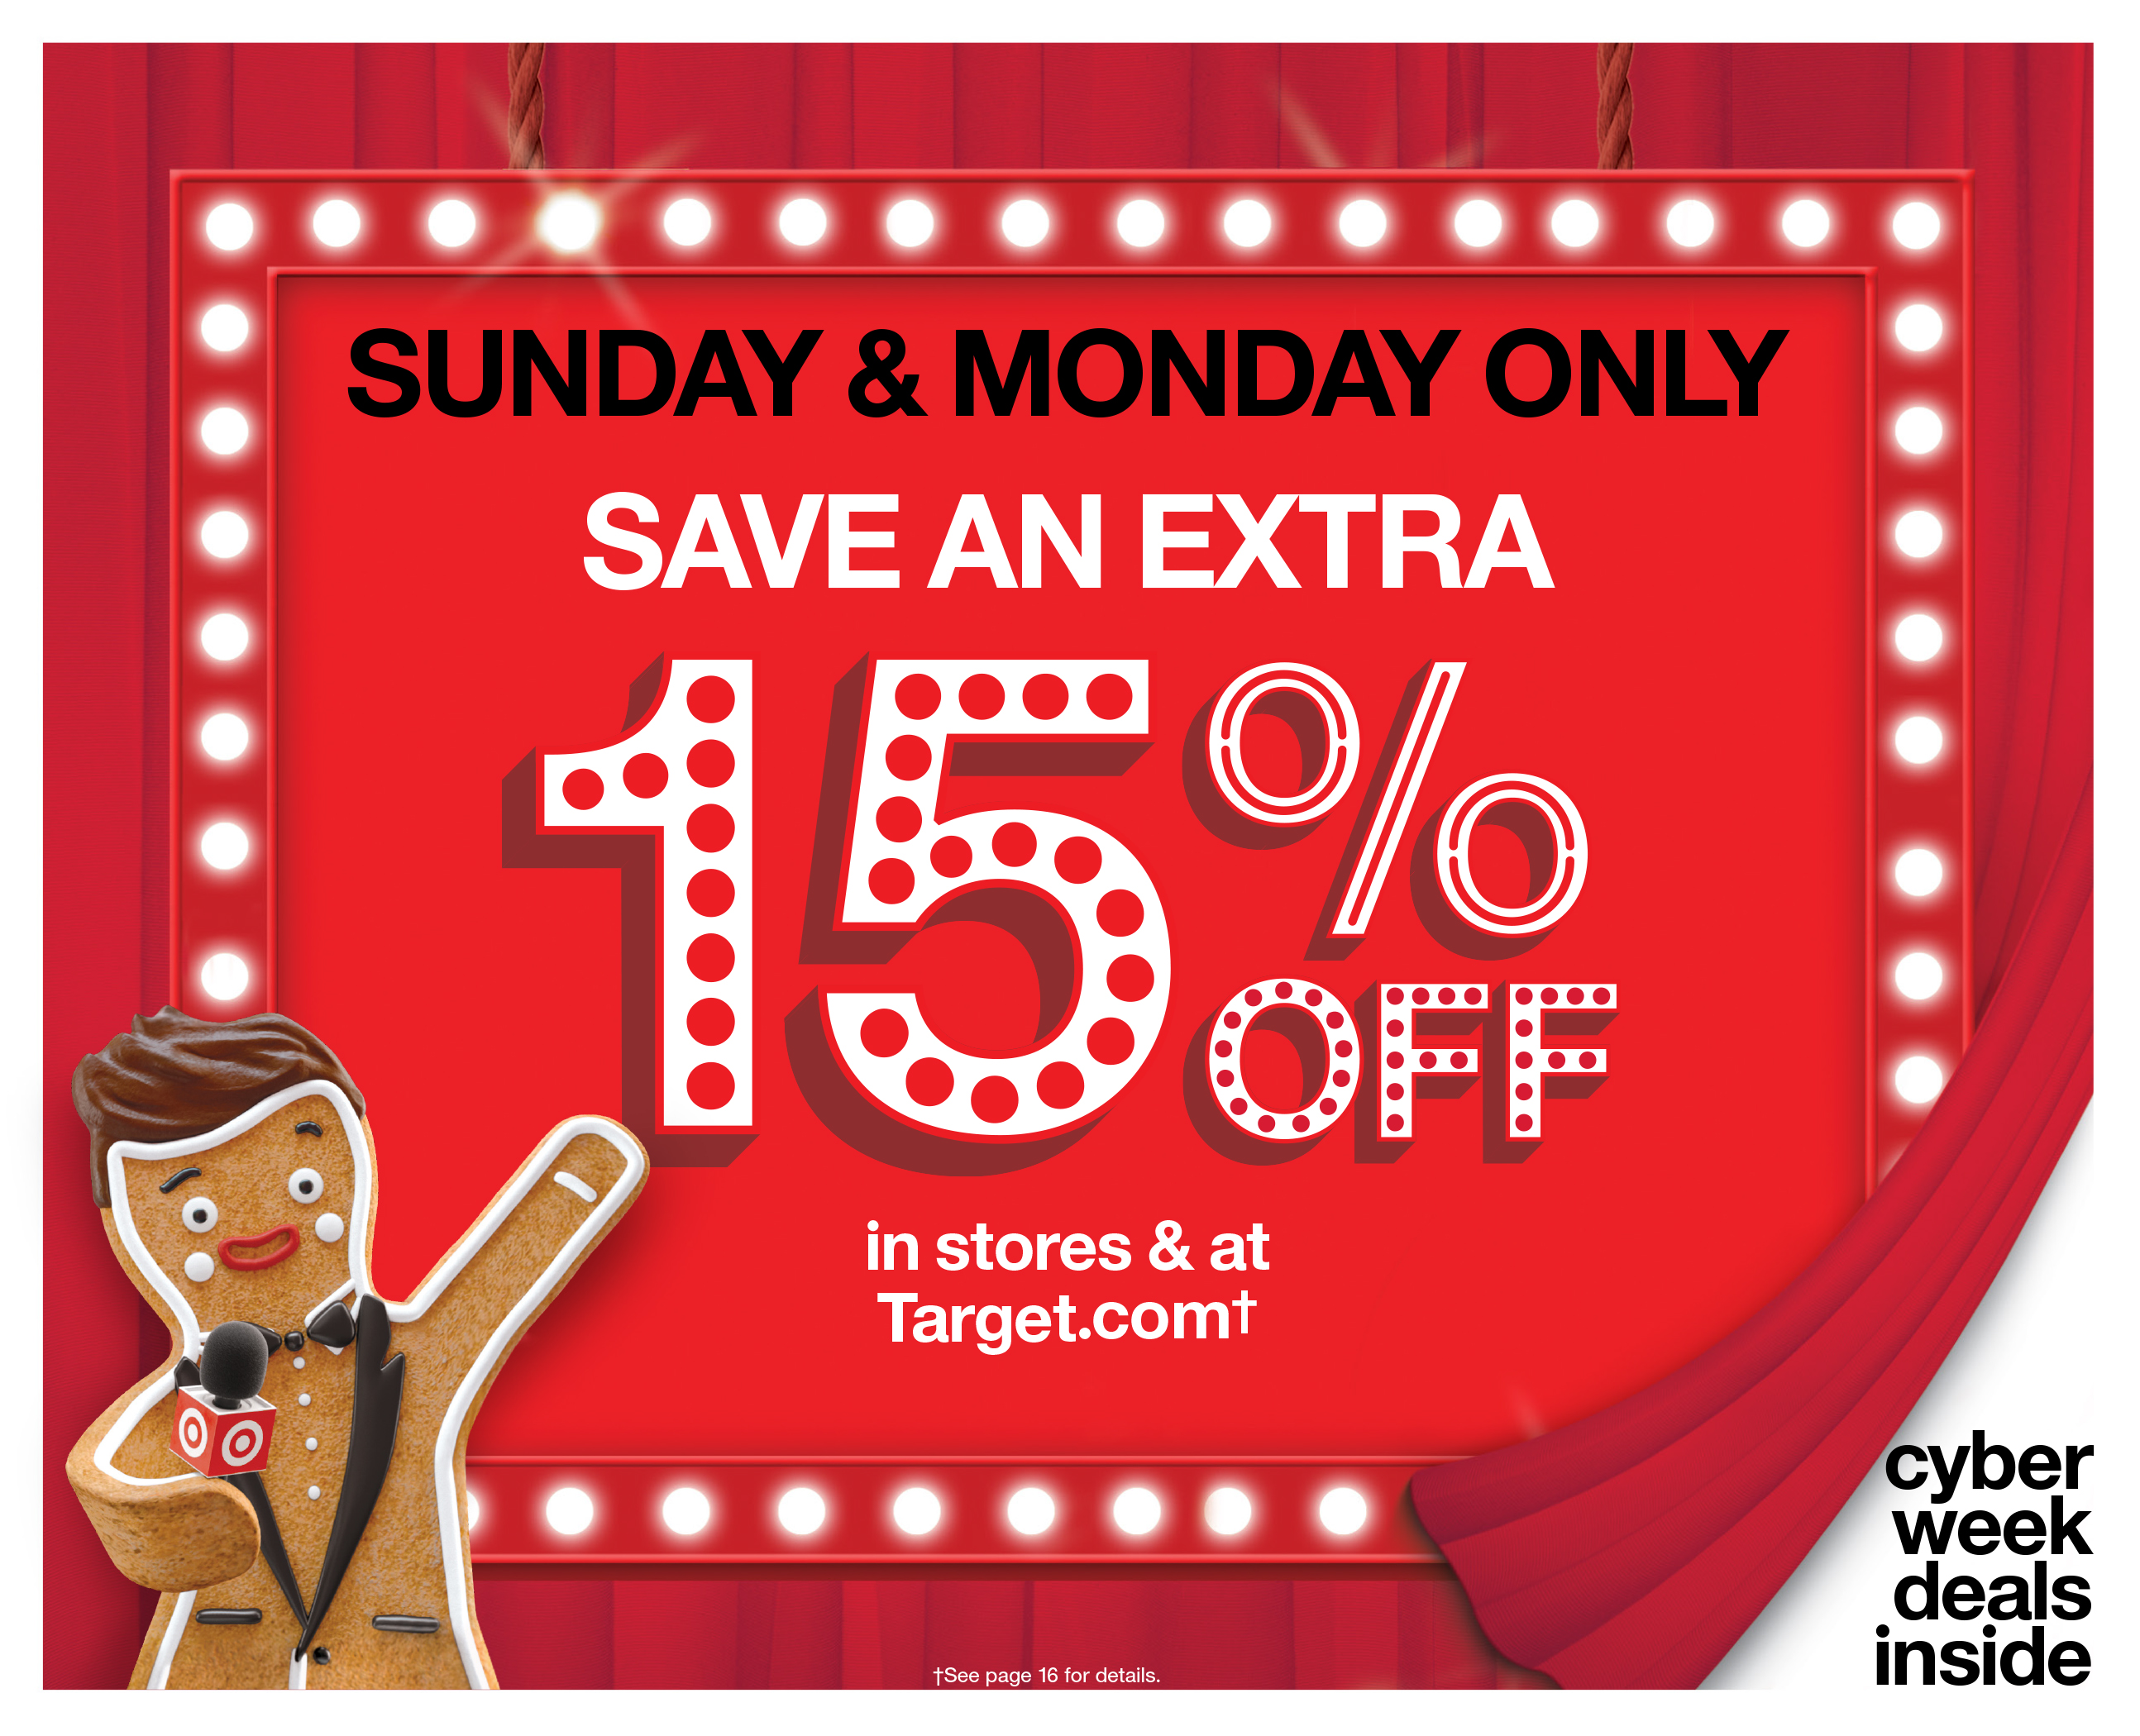 SUNDAY & MONDAY ONLY
SAVE AN EXTRA
15% OFF
in stores & at
Target.com†
cyber
week
deals
inside
†See page 16 for details.